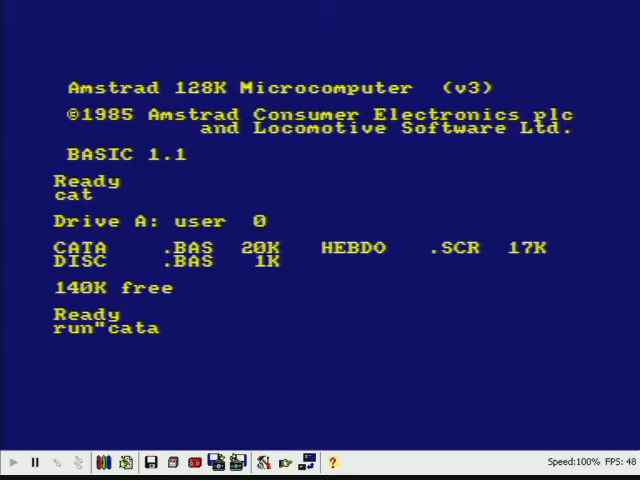 Amstrad 128K Microcomputer (v3)
©1985 Amstrad Consumer Electronics plc
and Locomotive Software Ltd.
BASIC 1.1
Ready
cat
Drive A: user 0
CATA .BAS 20K HEBDO .SCR 17K
DISC .BAS 1K
140K free
Ready
run"cata
Speed:100% FPS: 48